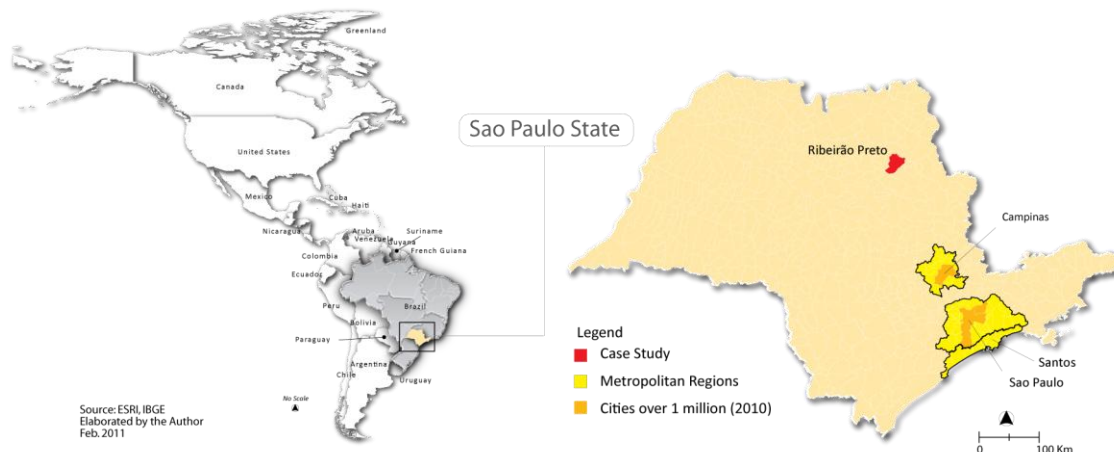 Greenland
Canada
United States
Mexico
Cuba
Haiti
Nicaragua
Aruba
Venezuela
Suriname
Guyana
French Guiana
Colombia
Ecuador
Peru
Brazil
Bolivia
Paraguay
Argentina
Chile
Uruguay
No Scale
Source: ESRI, IBGE
Elaborated by the Author
Feb. 2011
Sao Paulo State
Ribeirão Preto
Campinas
Santos
Sao Paulo
Legend
Case Study
Metropolitan Regions
Cities over 1 million (2010)
0
100 Km